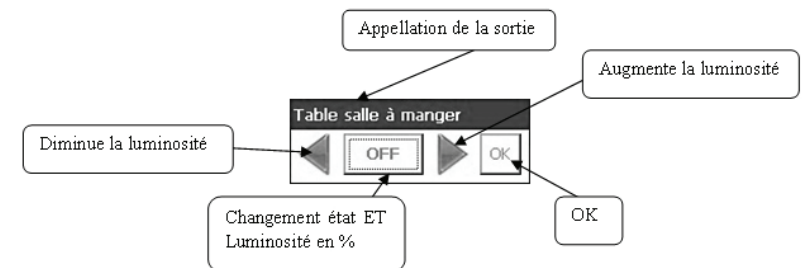 Appellation de la sortie
Augmente la luminosité
Table salle à manger
Diminue la luminosité
OFF
OK
Changement état ET
Luminosité en %
OK